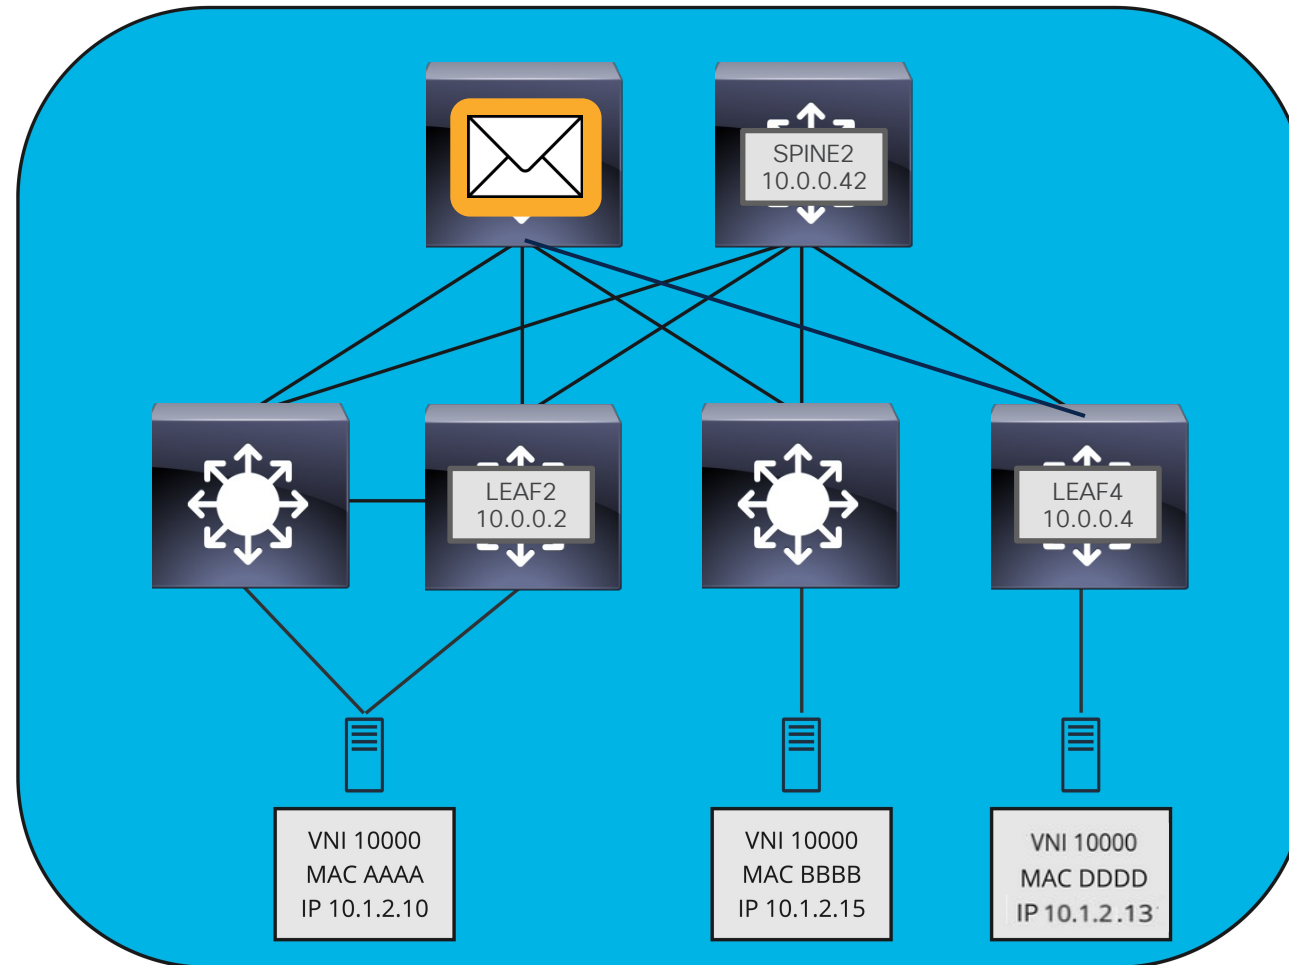 SPINE2
10.0.0.42
LEAF2
10.0.0.2
LEAF4
10.0.0.4
VNI 10000
MAC AAAA
IP 10.1.2.10
VNI 10000
MAC BBBB
IP 10.1.2.15
VNI 10000
MAC DDDD
IP 10.1.2.13